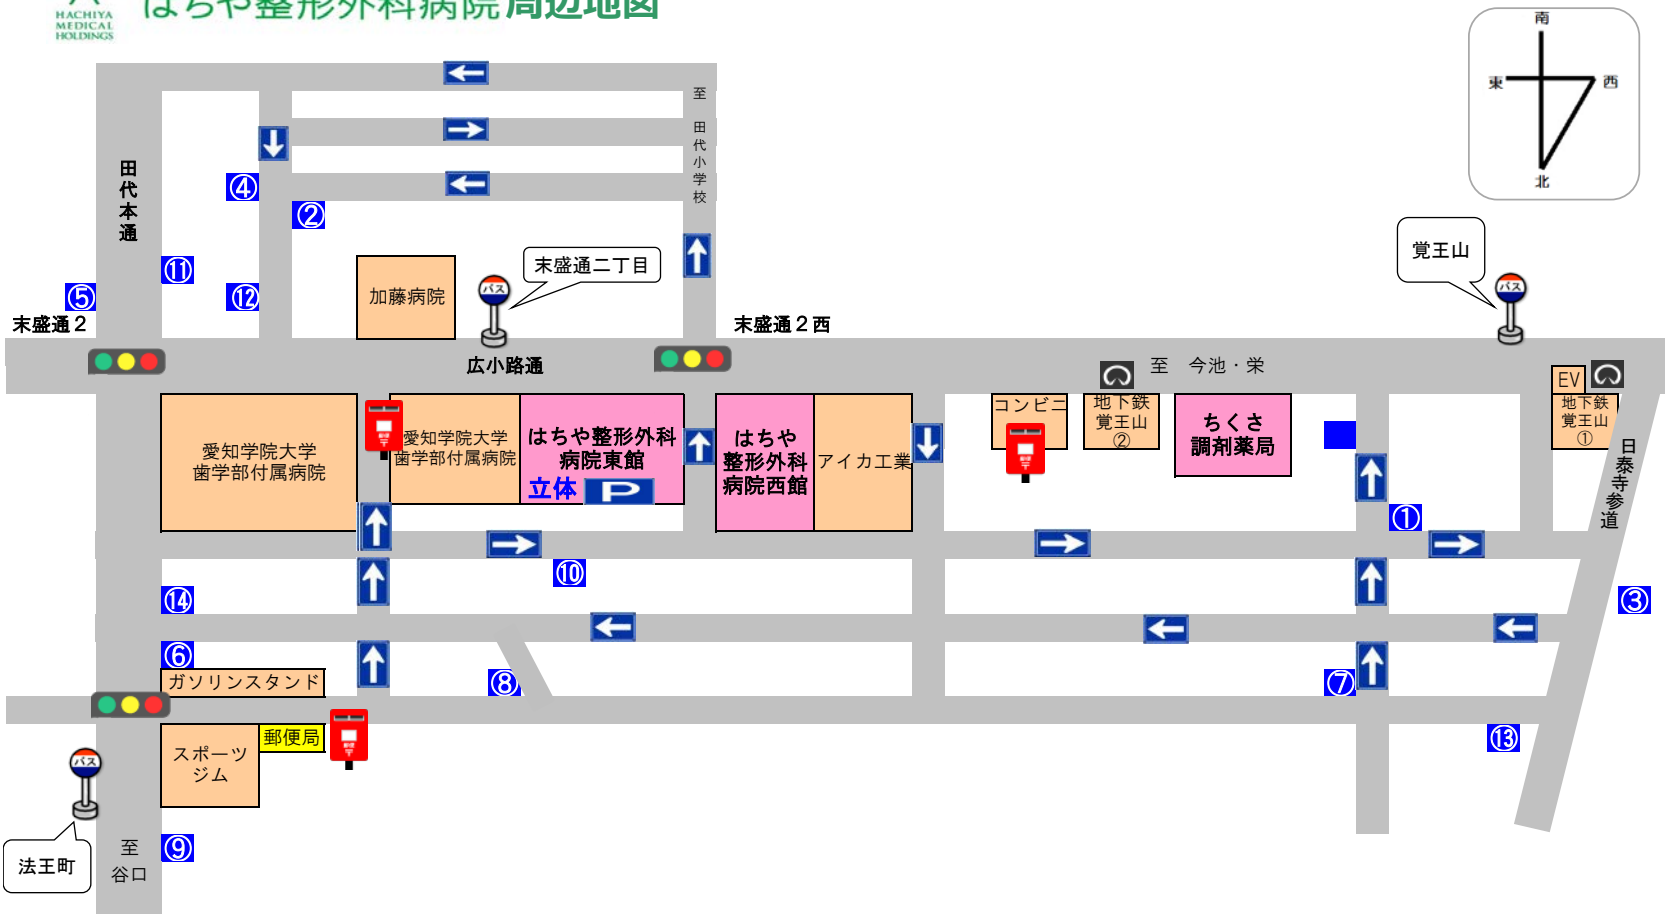 HACHIYA
MEDICAL
HOLDINGS
はちや整形外科病院
周辺地図
南
東
西
北
至 田代小学校
田代本通
④
②
⑪
⑫
⑤
加藤病院
バス
末盛通二丁目
覚王山
バス
末盛通２
末盛通２西
広小路通
至 今池・栄
EV
愛知学院大学
歯学部付属病院
愛知学院大学
歯学部付属病院
はちや整形外科
病院東館
立体 P
はちや
整形外科
病院西館
アイカ工業
コンビニ
地下鉄
覚王山
②
ちくさ
調剤薬局
地下鉄
覚王山
①
日泰寺参道
①
⑩
⑭
③
⑥
ガソリンスタンド
⑧
⑦
⑬
スポーツ
ジム
郵便局
バス
法王町
至
谷口
⑨